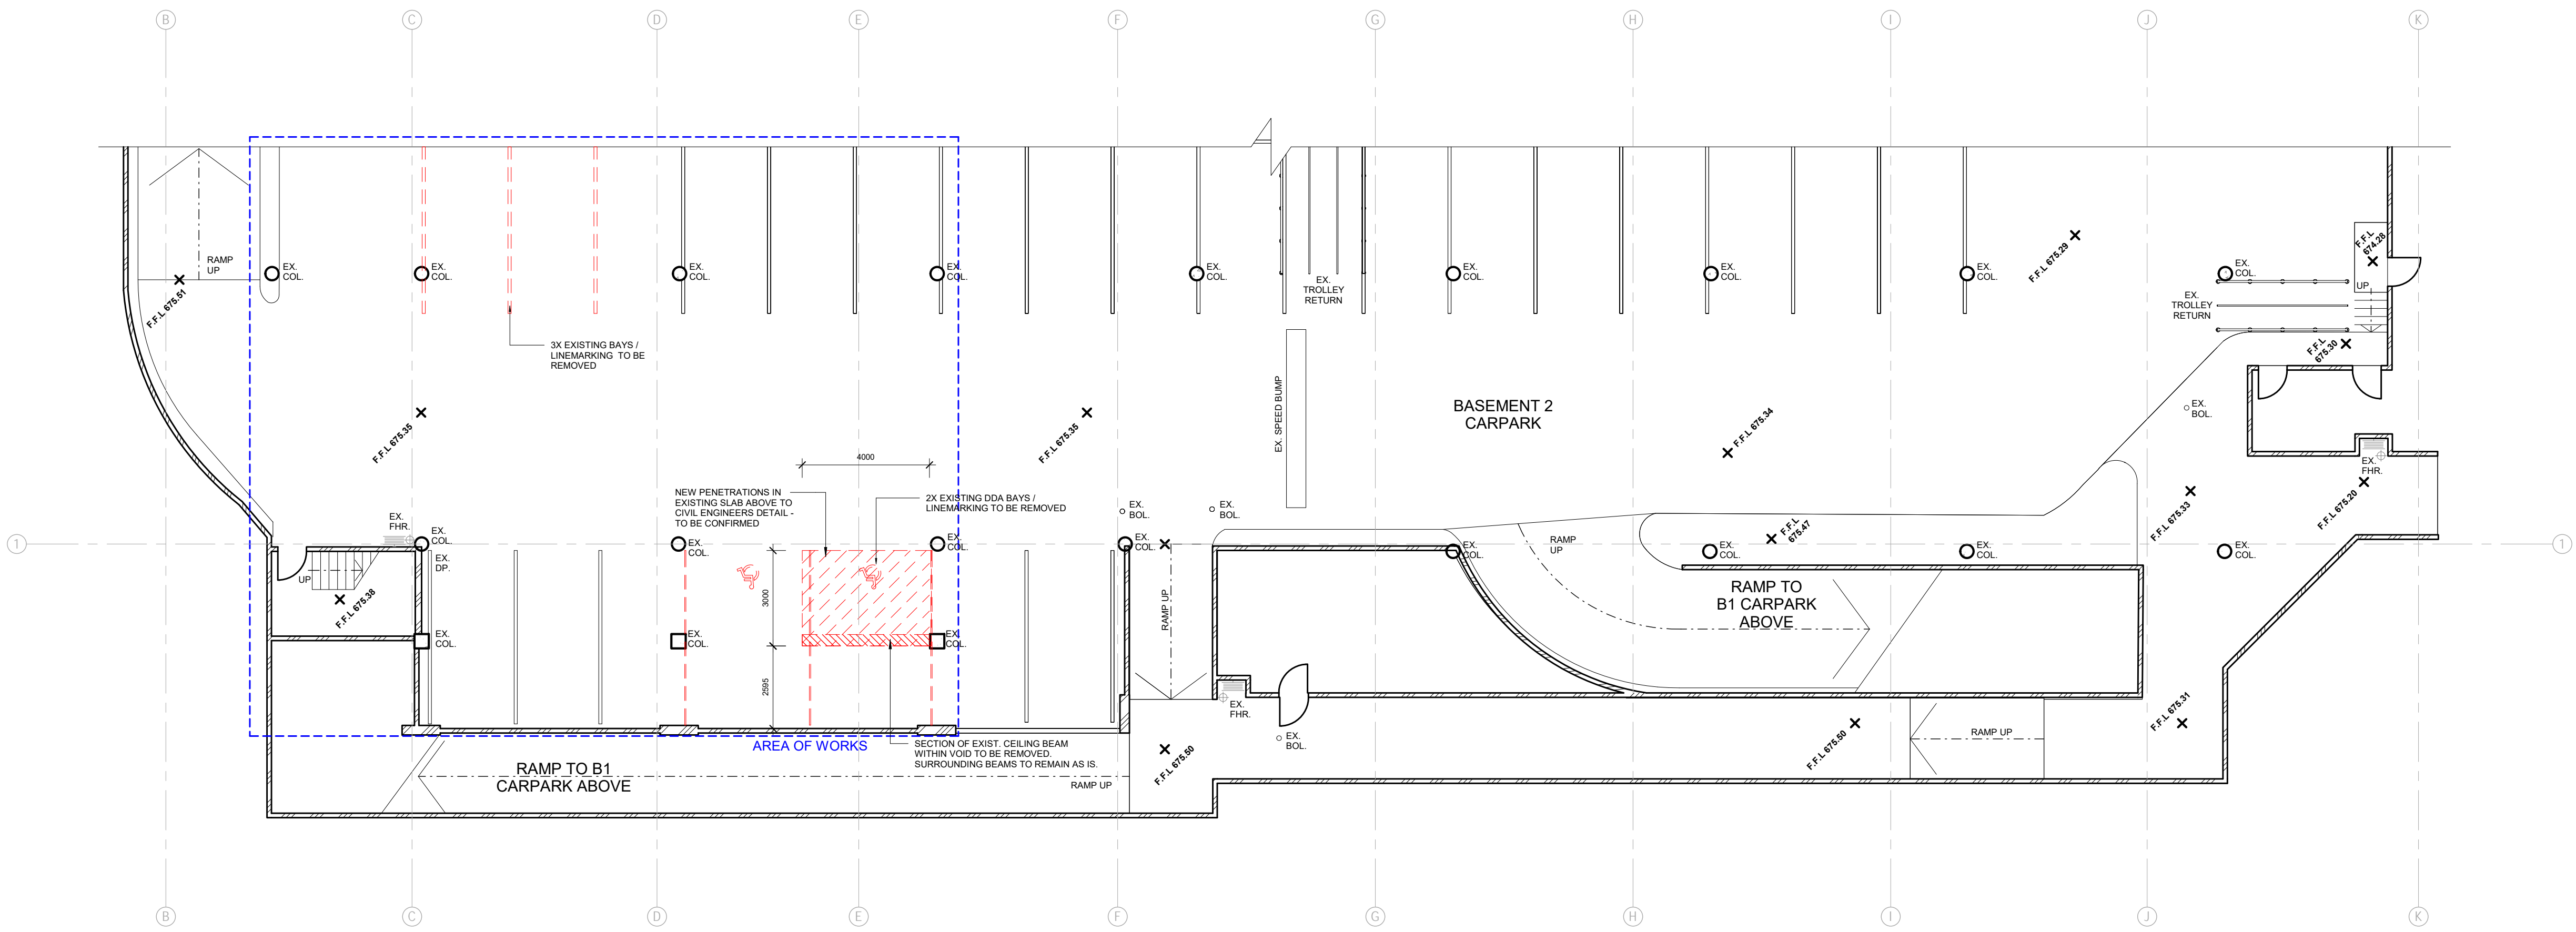 B C D E F G H I J K
RAMP
UP
F.F.L 675.51
EX.
COL.
EX.
COL.
EX.
COL.
EX.
COL.
EX.
COL.
EX.
TROLLEY
RETURN
EX.
COL.
EX.
COL.
EX.
COL.
F.F.L 675.29
EX.
COL.
EX.
TROLLEY
RETURN
F.F.L
674.28
UP
F.F.L
675.30
3X EXISTING BAYS /
LINEMARKING TO BE
REMOVED
F.F.L 675.35
F.F.L 675.35
EX. SPEED BUMP
BASEMENT 2
CARPARK
F.F.L 675.34
EX.
BOL.
4000
NEW PENETRATIONS IN
EXISTING SLAB ABOVE TO
CIVIL ENGINEERS DETAIL -
TO BE CONFIRMED
2X EXISTING DDA BAYS /
LINEMARKING TO BE REMOVED
EX.
BOL.
EX.
BOL.
EX.
FHR.
F.F.L 675.20
F.F.L 675.33
1
EX.
FHR.
EX.
COL.
EX.
DP.
EX.
COL.
EX.
COL.
EX.
COL.
EX.
COL.
RAMP
UP
F.F.L
675.47
EX.
COL.
EX.
COL.
EX.
COL.
1
UP
F.F.L 675.38
3000
RAMP UP
RAMP TO
B1 CARPARK
ABOVE
EX.
COL.
EX.
COL.
EX.
COL.
2595
EX.
FHR.
EX.
BOL.
F.F.L 675.50
F.F.L 675.50
RAMP UP
F.F.L 675.31
AREA OF WORKS
SECTION OF EXIST. CEILING BEAM
WITHIN VOID TO BE REMOVED.
SURROUNDING BEAMS TO REMAIN AS IS.
RAMP TO B1
CARPARK ABOVE
RAMP UP
B C D E F G H I J K